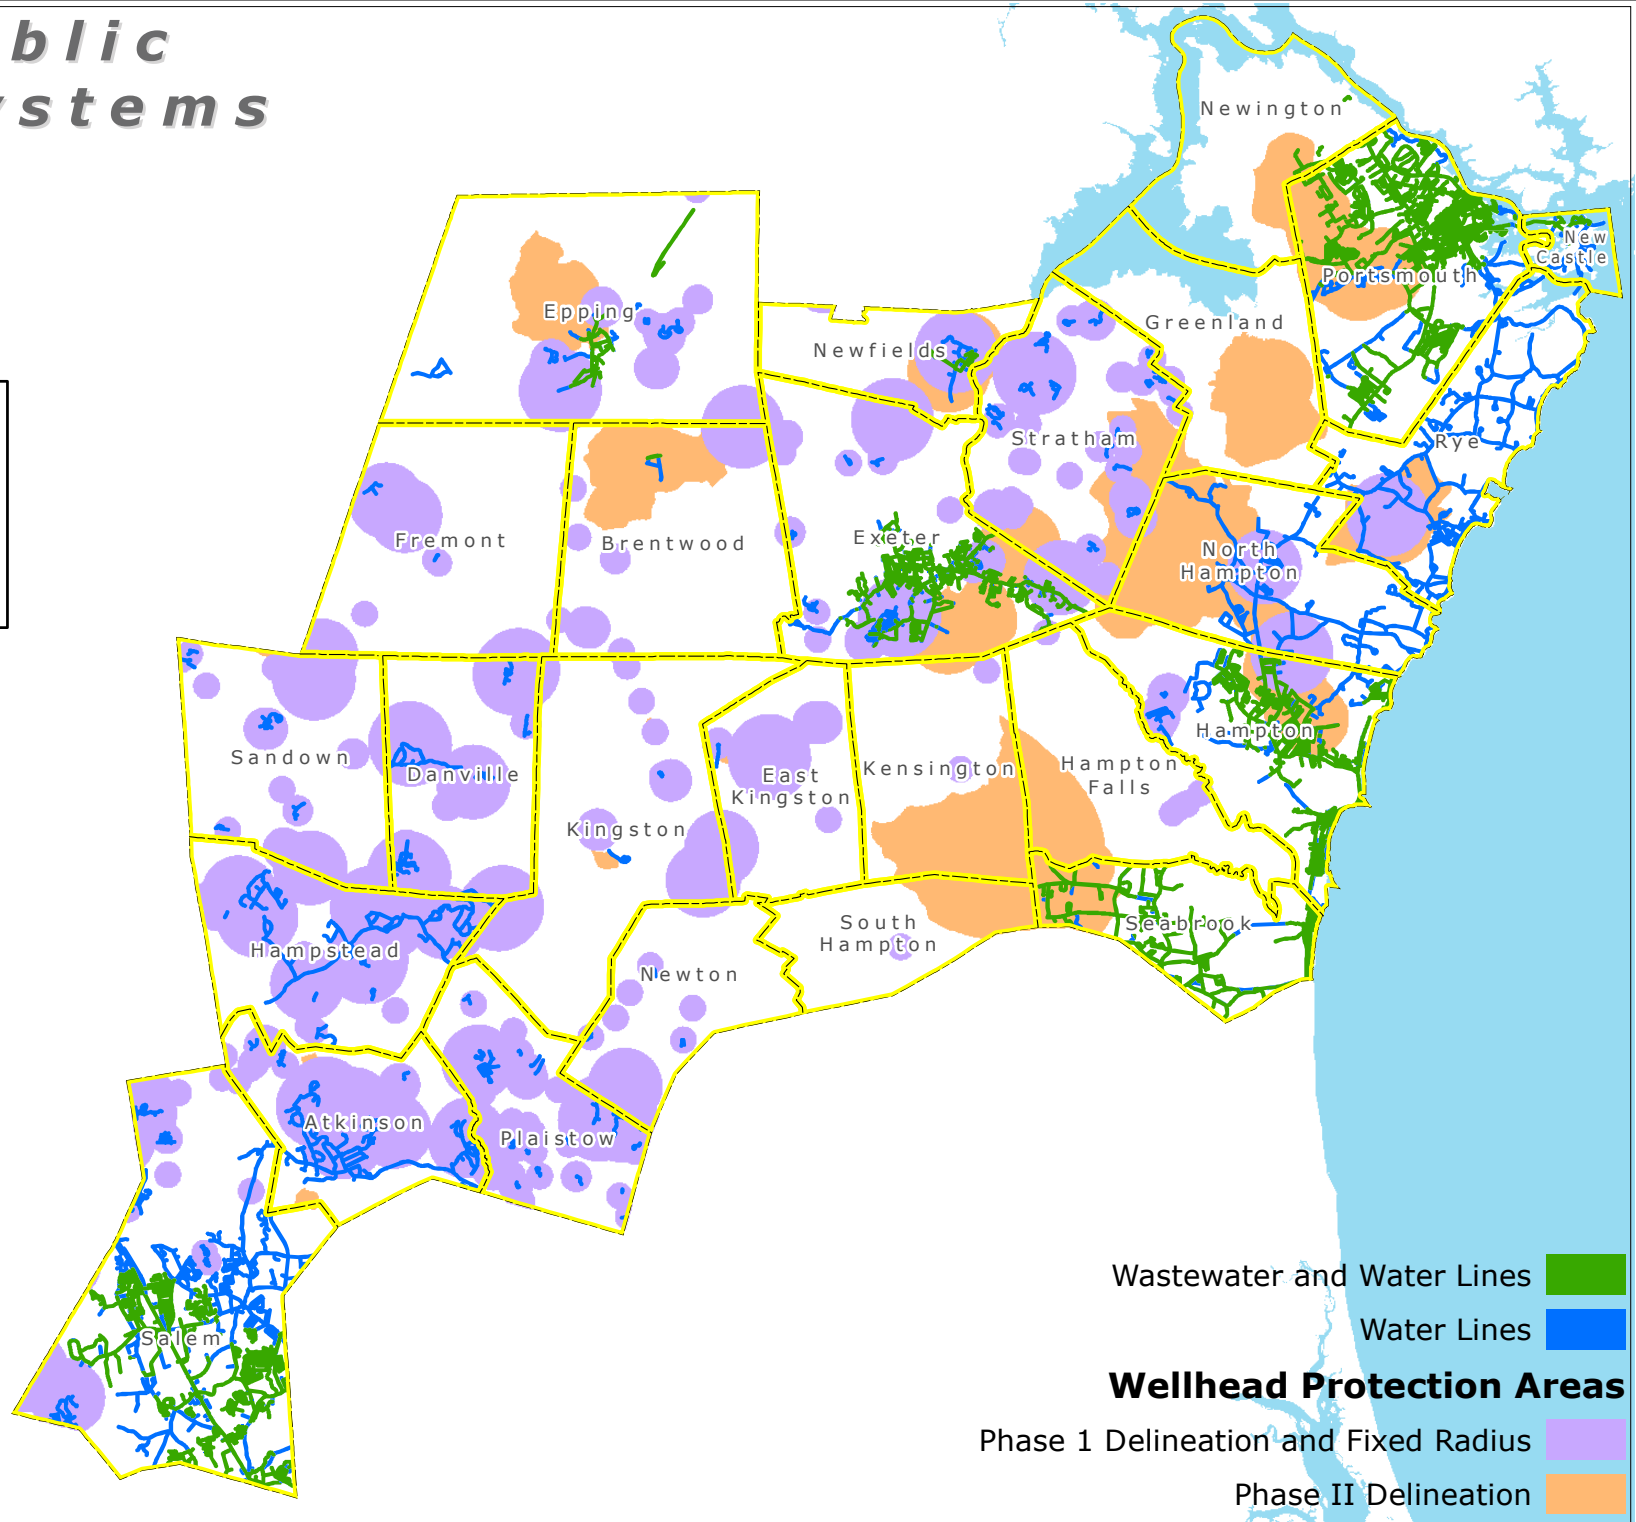 blic
ystems
Newington
New
Castle
Portsmouth
Epping
Greenland
Newfields
Stratham
Rye
Fremont
Brentwood
Exeter
North
Hampton
Sandown
Danville
East
Kingston
Kensington
Hampton
Falls
Hampton
Kingston
Hampstead
South
Hampton
Seabrook
Newton
Atkinson
Plaistow
Salem
Wastewater and Water Lines
Water Lines
Wellhead Protection Areas
Phase 1 Delineation and Fixed Radius
Phase II Delineation